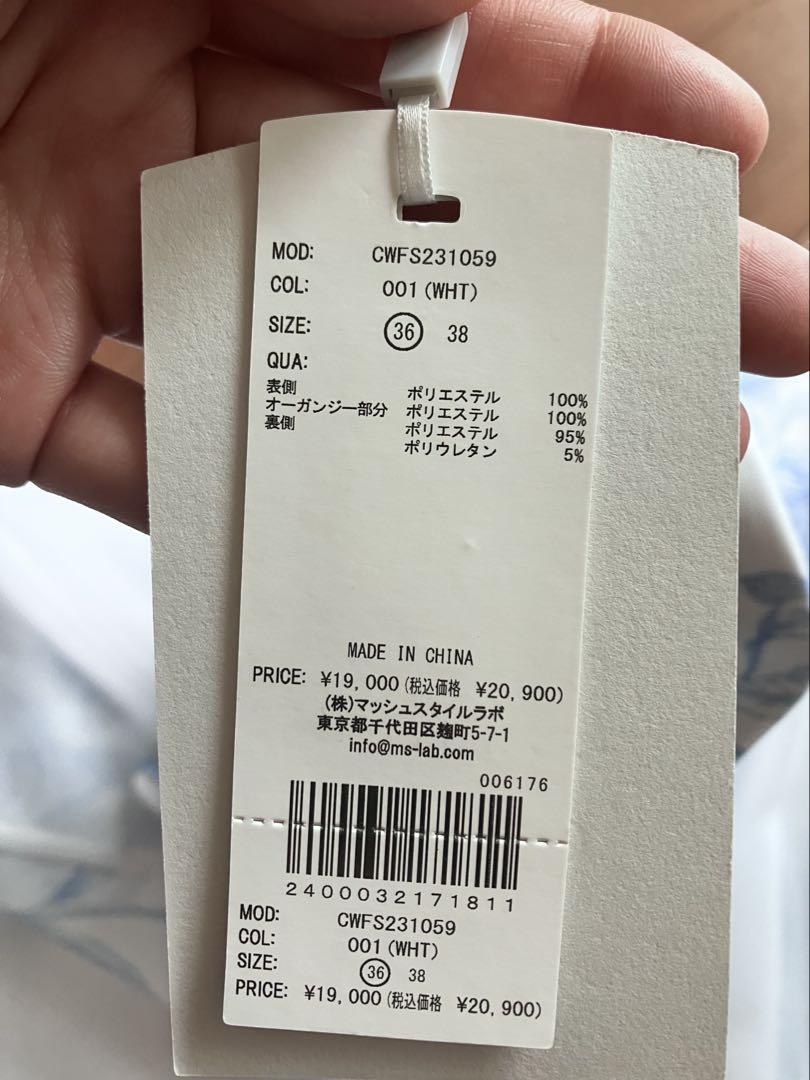 MOD: CWFS231059
COL: 001(WHT)
SIZE: 36 38
QUA:
表側 ポリエステル 100%
オーガンジー部分 ポリエステル 100%
裏側 ポリエステル 95%
ポリウレタン 5%
MADE IN CHINA
PRICE: ¥19,000(税込価格 ¥20,900)
(株)マッシュスタイルラボ
東京都千代田区麹町5-7-1
info@ms-lab.com
006176
2400032171811
MOD: CWFS231059
COL: 001(WHT)
SIZE: 36 38
PRICE: ¥19,000(税込価格 ¥20,900)